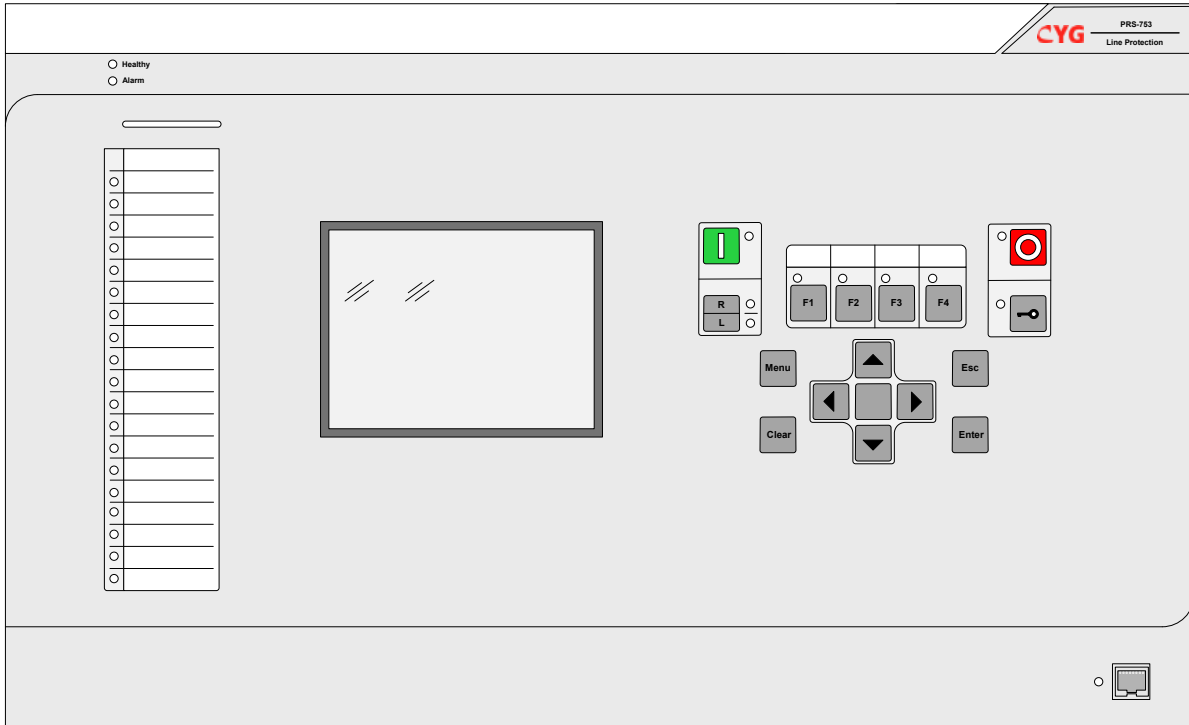 CYG
PRS-753
Line Protection
Healthy
Alarm
R
L
F1
F2
F3
F4
Menu
Esc
Clear
Enter